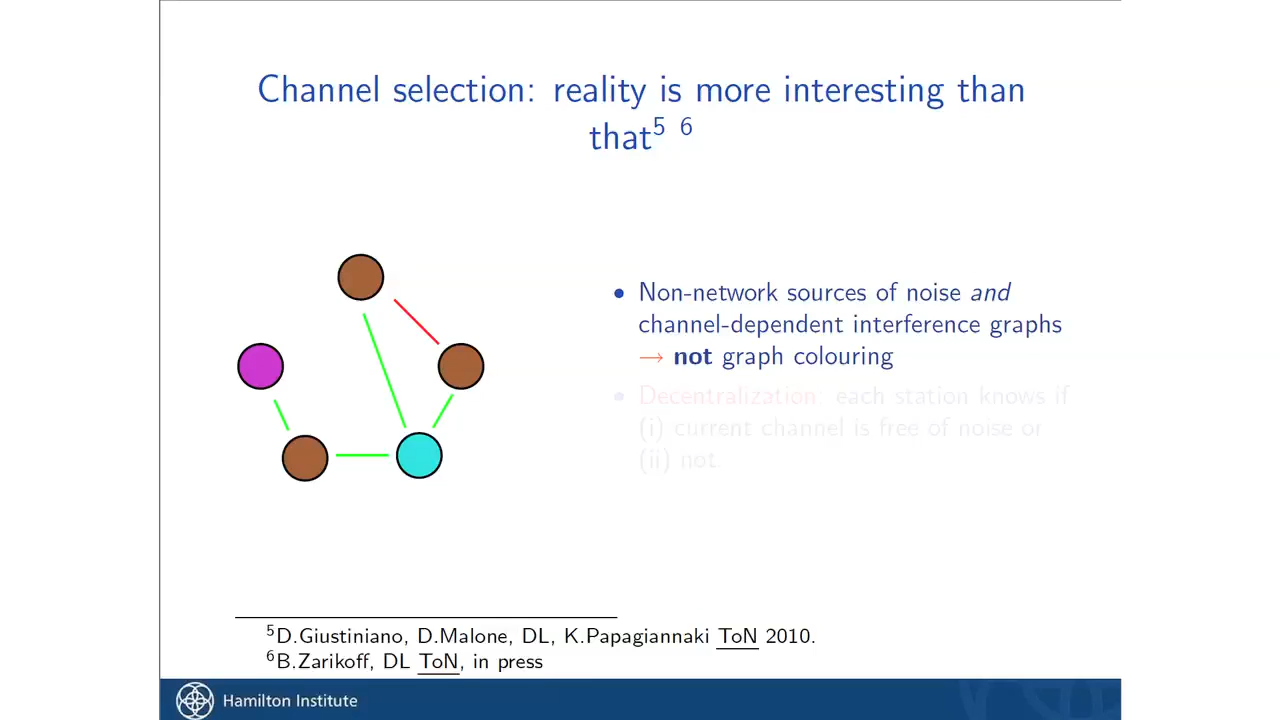 Channel selection: reality is more interesting than
that5 6
• Non-network sources of noise and
channel-dependent interference graphs
→ not graph colouring
• Decentralization: each station knows if
(i) current channel is free of noise or
(ii) not.
5D.Giustiniano, D.Malone, DL, K.Papagiannaki ToN 2010.
6B.Zarikoff, DL ToN, in press
Hamilton Institute